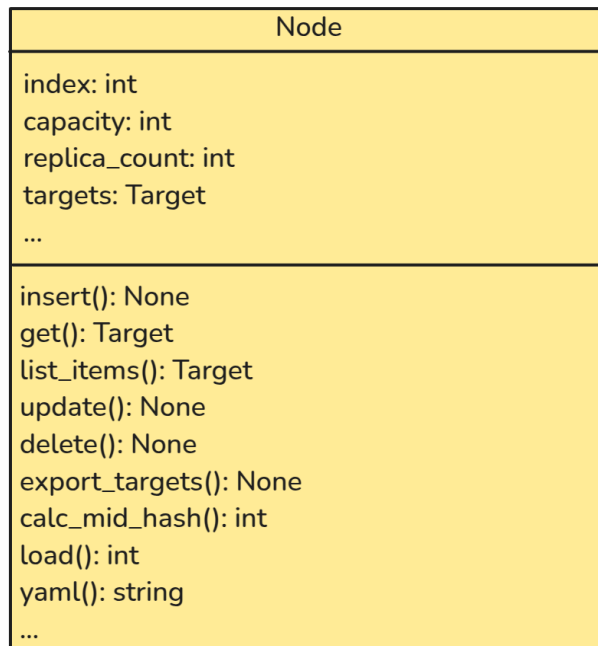 Node
index: int
capacity: int
replica_count: int
targets: Target
...
insert(): None
get(): Target
list_items(): Target
update(): None
delete(): None
export_targets(): None
calc_mid_hash(): int
load(): int
yaml(): string
...